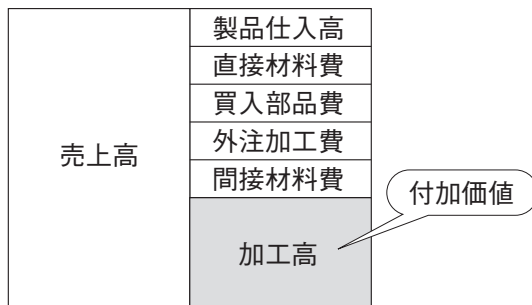 売上高
製品仕入高
直接材料費
買入部品費
外注加工費
間接材料費
加工高
付加価値